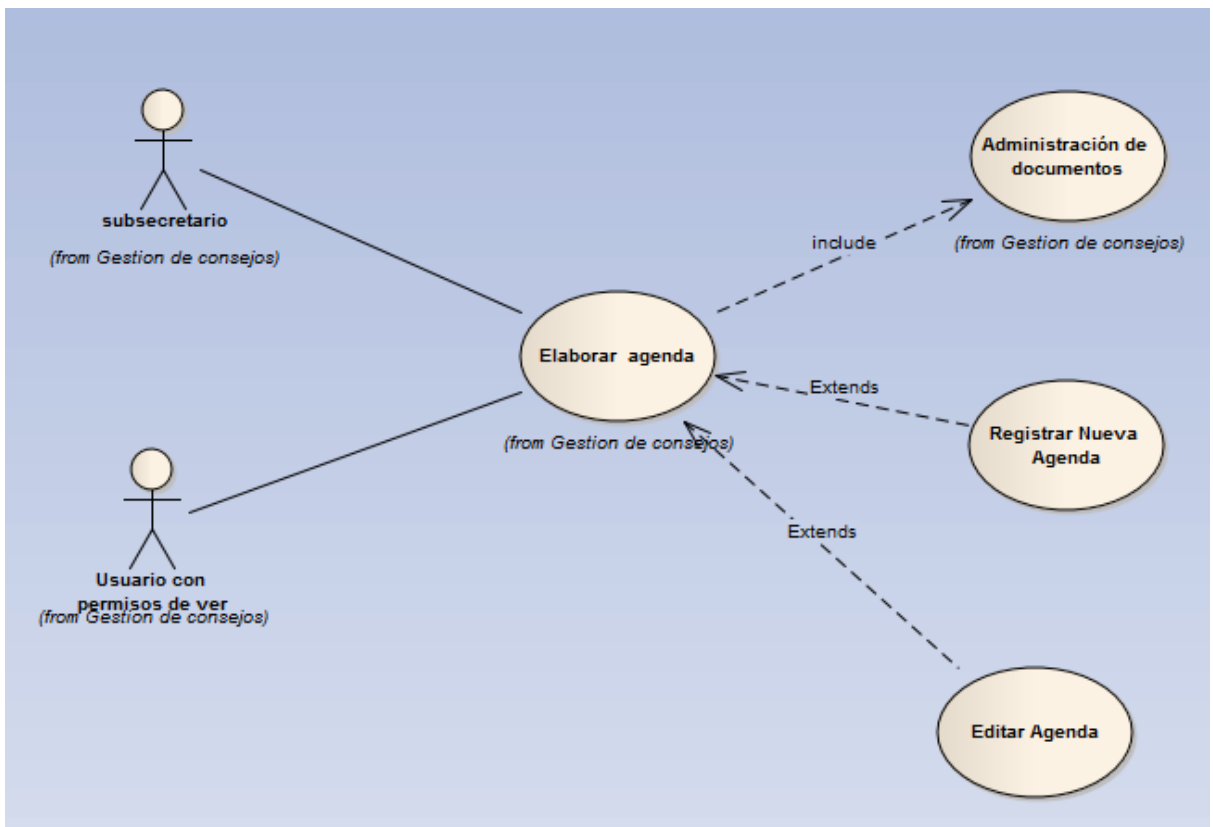 subsecretario
(from Gestion de consejos)
Administración de
documentos
(from Gestion de consejos)
include
Elaborar agenda
(from Gestion de consejos)
Extends
Registrar Nueva
Agenda
Usuario con
permisos de ver
(from Gestion de consejos)
Extends
Editar Agenda